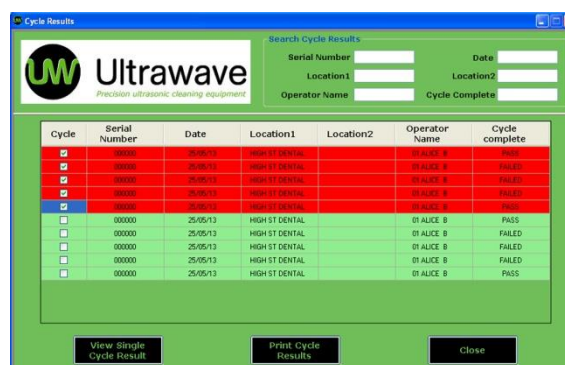 Cycle Results
UW Ultrawave
Precision ultrasonic cleaning equipment
Search Cycle Results
Serial Number
Date
Location1
Location2
Operator Name
Cycle Complete
Cycle Serial Number Date Location1 Location2 Operator Name Cycle complete
000000 25/05/13 HIGH ST DENTAL 01 ALICE B PASS
000000 25/05/13 HIGH ST DENTAL 01 ALICE B FAILED
000000 25/05/13 HIGH ST DENTAL 01 ALICE B FAILED
000000 25/05/13 HIGH ST DENTAL 01 ALICE B FAILED
000000 25/05/13 HIGH ST DENTAL 01 ALICE B PASS
000000 25/05/13 HIGH ST DENTAL 01 ALICE B PASS
000000 25/05/13 HIGH ST DENTAL 01 ALICE B FAILED
000000 25/05/13 HIGH ST DENTAL 01 ALICE B FAILED
000000 25/05/13 HIGH ST DENTAL 01 ALICE B FAILED
000000 25/05/13 HIGH ST DENTAL 01 ALICE B PASS
View Single
Cycle Result
Print Cycle
Results
Close